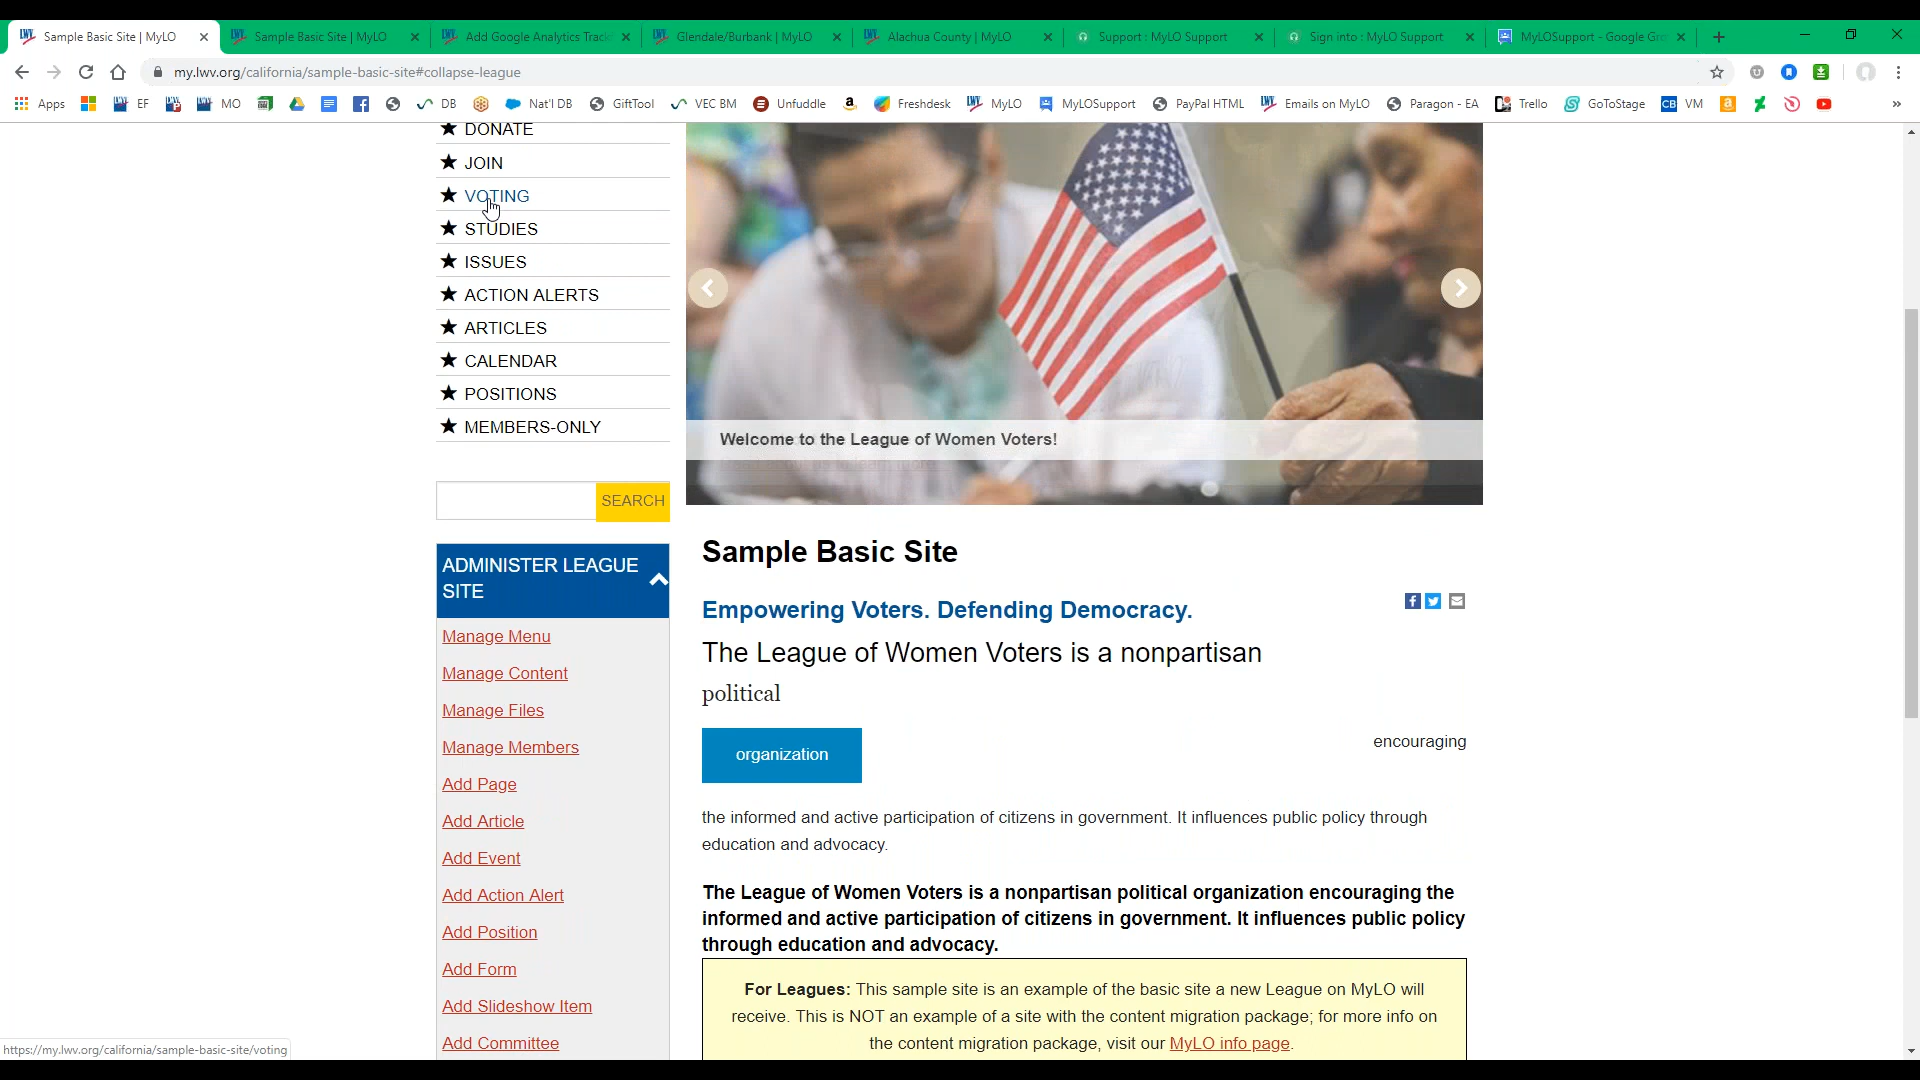 Sample Basic Site | MyLO
Sample Basic Site | MyLO
Add Google Analytics Track
Glendale/Burbank | MyLO
Alachua County | MyLO
Support : MyLO Support
Sign into : MyLO Support
MyLOSupport - Google Gro
my.lwv.org/california/sample-basic-site#collapse-league
Apps
EF
MO
DB
Nat'l DB
GiftTool
VEC BM
Unfuddle
Freshdesk
MyLO
MyLOSupport
PayPal HTML
Emails on MyLO
Paragon - EA
Trello
GoToStage
CB VM
DONATE
JOIN
VOTING
STUDIES
ISSUES
ACTION ALERTS
ARTICLES
CALENDAR
POSITIONS
MEMBERS-ONLY
SEARCH
ADMINISTER LEAGUE
SITE
Manage Menu
Manage Content
Manage Files
Manage Members
Add Page
Add Article
Add Event
Add Action Alert
Add Position
Add Form
Add Slideshow Item
Add Committee
Welcome to the League of Women Voters!
Sample Basic Site
Empowering Voters. Defending Democracy.
The League of Women Voters is a nonpartisan
political
organization
encouraging
the informed and active participation of citizens in government. It influences public policy through
education and advocacy.
The League of Women Voters is a nonpartisan political organization encouraging the
informed and active participation of citizens in government. It influences public policy
through education and advocacy.
For Leagues: This sample site is an example of the basic site a new League on MyLO will
receive. This is NOT an example of a site with the content migration package; for more info on
the content migration package, visit our MyLO info page.
https://my.lwv.org/california/sample-basic-site/voting